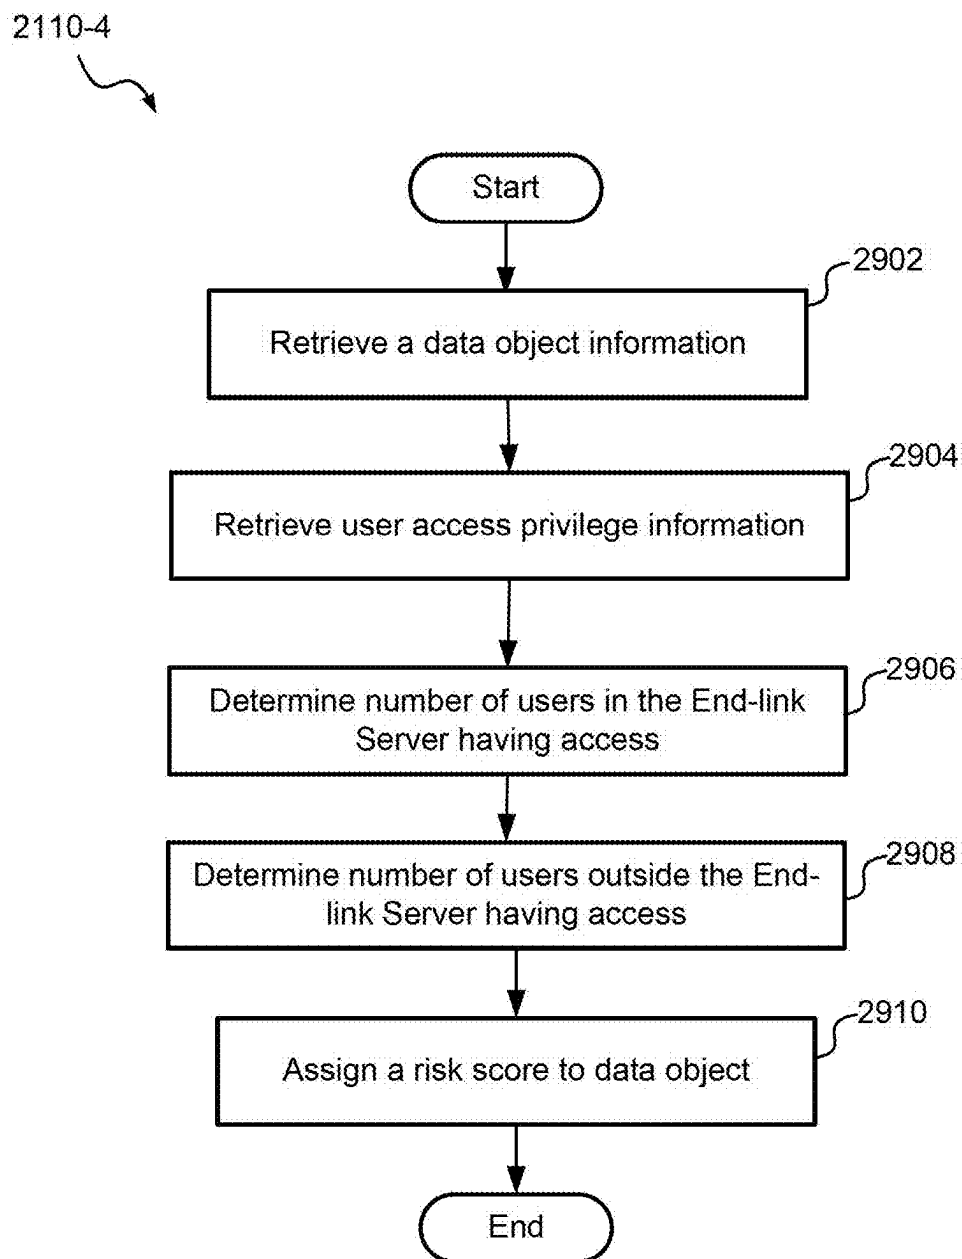 2110-4
Start
2902
Retrieve a data object information
2904
Retrieve user access privilege information
2906
Determine number of users in the End-link
Server having access
2908
Determine number of users outside the End-
link Server having access
2910
Assign a risk score to data object
End